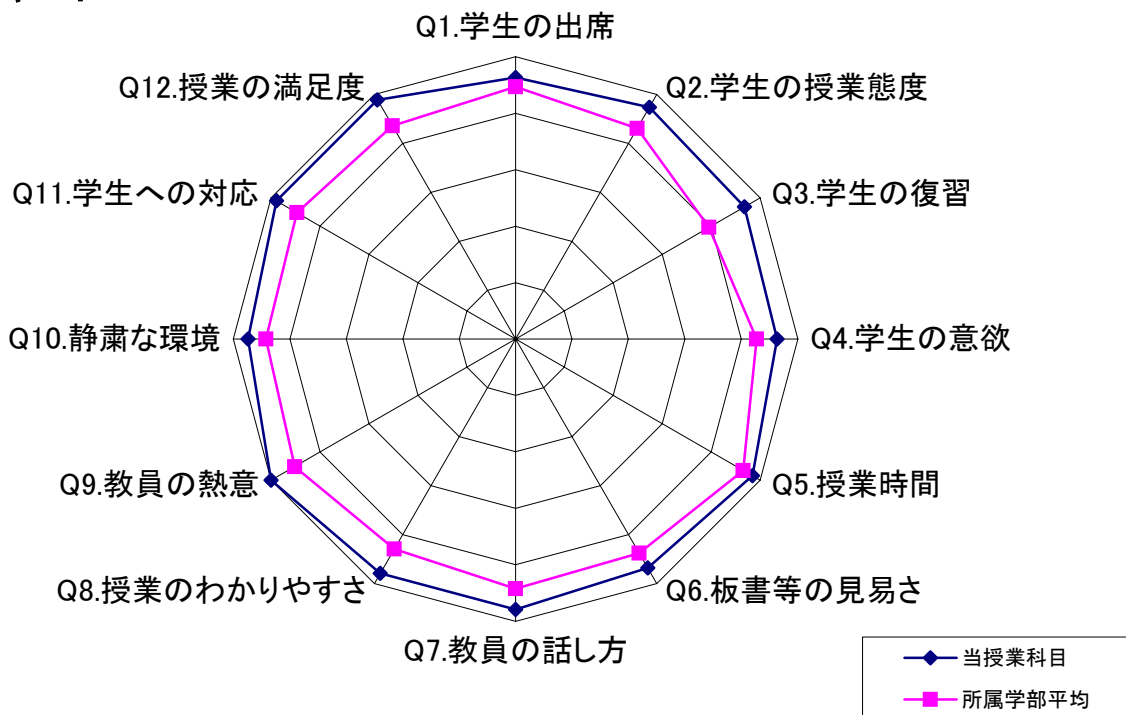 Q1.学生の出席
Q2.学生の授業態度
Q3.学生の復習
Q4.学生の意欲
Q5.授業時間
Q6.板書等の見易さ
Q7.教員の話し方
Q8.授業のわかりやすさ
Q9.教員の熱意
Q10.静粛な環境
Q11.学生への対応
Q12.授業の満足度
当授業科目
所属学部平均